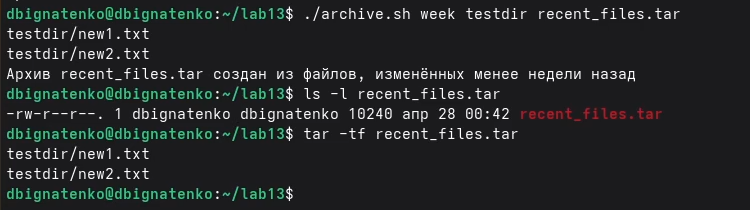 dbignatenko@dbignatenko:~/lab13$ ./archive.sh week testdir recent_files.tar
testdir/new1.txt
testdir/new2.txt
Архив recent_files.tar создан из файлов, изменённых менее недели назад
dbignatenko@dbignatenko:~/lab13$ ls -l recent_files.tar
-rw-r--r--. 1 dbignatenko dbignatenko 10240 апр 28 00:42 recent_files.tar
dbignatenko@dbignatenko:~/lab13$ tar -tf recent_files.tar
testdir/new1.txt
testdir/new2.txt
dbignatenko@dbignatenko:~/lab13$